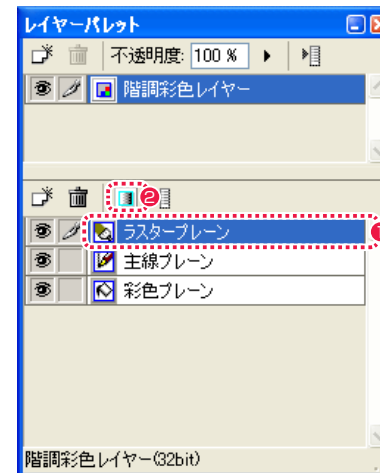 レイヤーパレット
不透明度: 100 %
階調彩色レイヤー
2
ラスタープレーン
1
主線プレーン
彩色プレーン
階調彩色レイヤー(32bit)